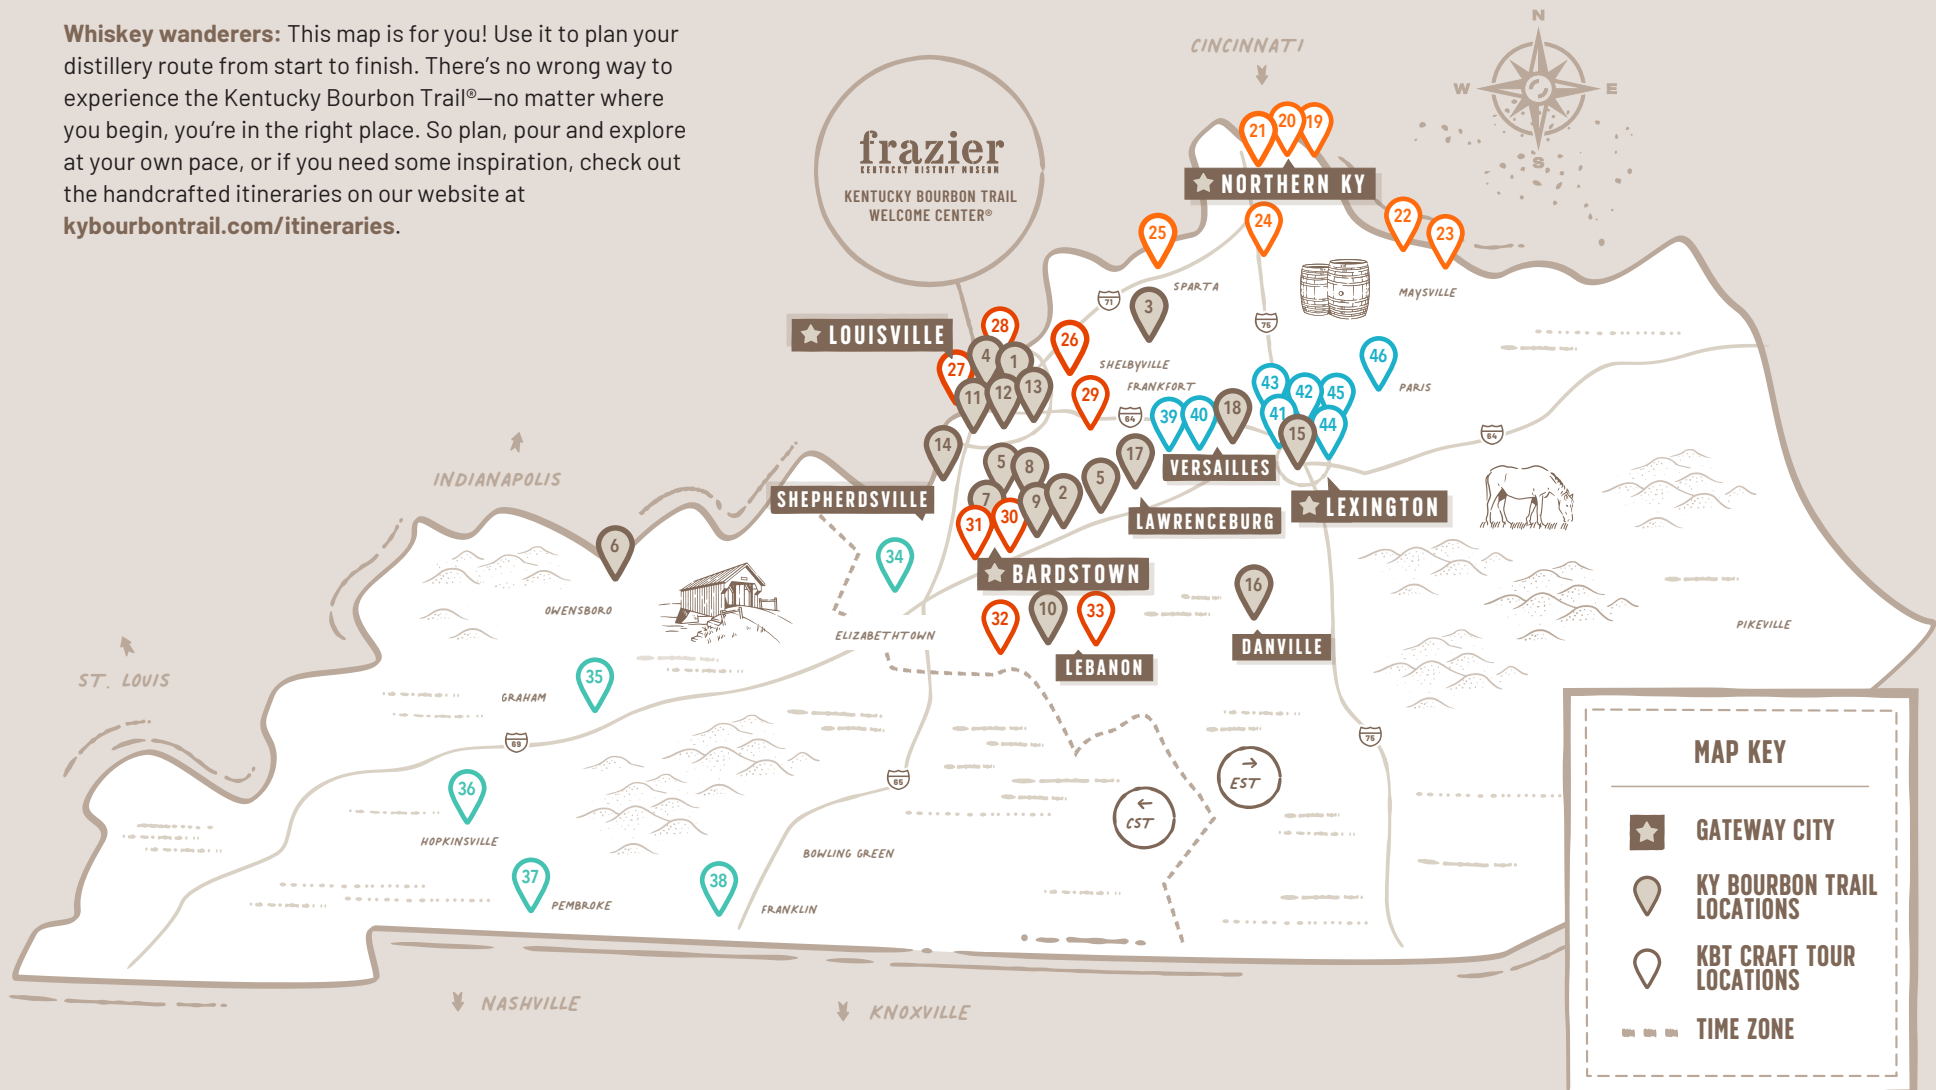 Whiskey wanderers: This map is for you! Use it to plan your
distillery route from start to finish. There's no wrong way to
experience the Kentucky Bourbon Trail®—no matter where
you begin, you're in the right place. So plan, pour and explore
at your own pace, or if you need some inspiration, check out
the handcrafted itineraries on our website at
kybourbontrail.com/itineraries.
CINCINNATI
N
W
E
S
frazier
KENTUCKY HISTORY MUSEUM
KENTUCKY BOURBON TRAIL
WELCOME CENTER®
21
20
19
NORTHERN KY
25
24
22
23
SPARTA
MAYSVILLE
71
3
75
LOUISVILLE
28
4
1
26
27
11
12
13
SHELBYVILLE
FRANKFORT
29
64
46
PARIS
43
42
45
39
40
18
41
44
15
64
14
INDIANAPOLIS
VERSAILLES
17
5
8
5
7
9
2
31
30
SHEPHERDSVILLE
LAWRENCEBURG
LEXINGTON
6
34
BARDSTOWN
16
OWENSBORO
32
10
33
ELIZABETHTOWN
PIKEVILLE
DANVILLE
LEBANON
ST. LOUIS
35
GRAHAM
69
75
65
EST
CST
36
HOPKINSVILLE
BOWLING GREEN
37
PEMBROKE
38
FRANKLIN
NASHVILLE
KNOXVILLE
MAP KEY
GATEWAY CITY
KY BOURBON TRAIL
LOCATIONS
KBT CRAFT TOUR
LOCATIONS
TIME ZONE